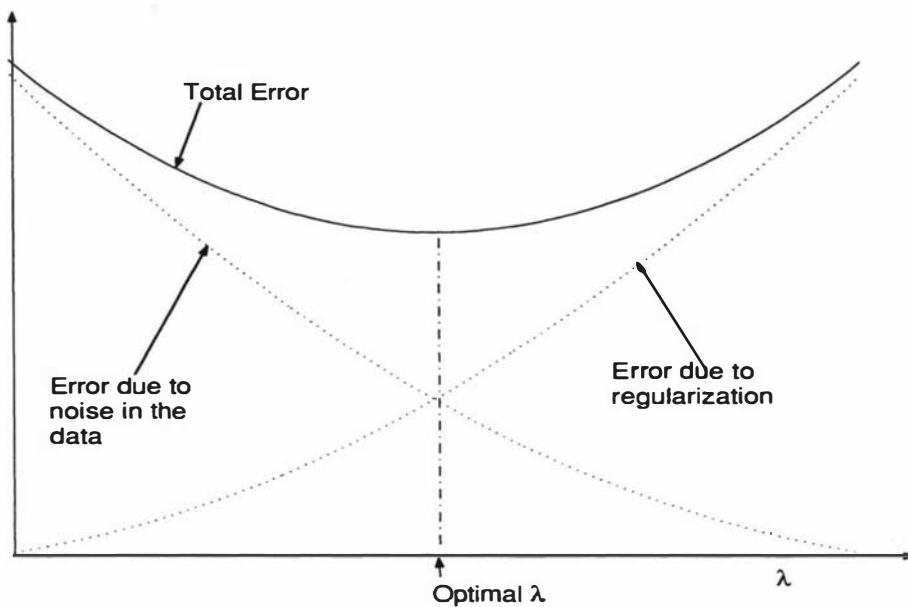 Total Error
Error due to
noise in the
data
Error due to
regularization
λ
Optimal λ